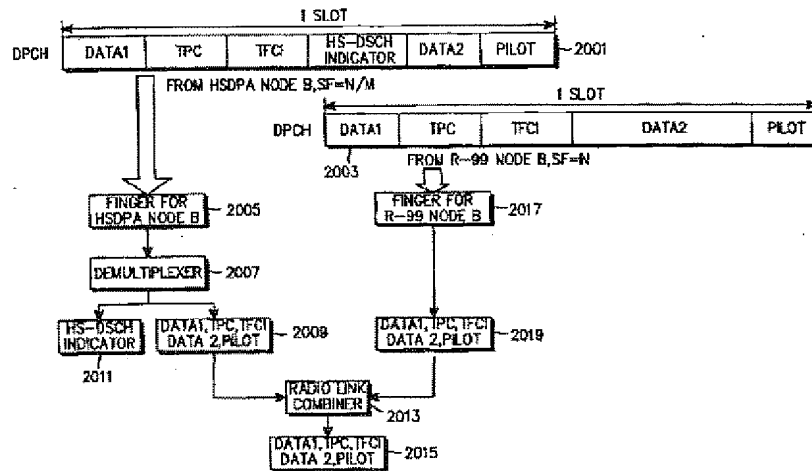 1 SLOT
DPCH DATA1 TPC TFCI HS-DSCH INDICATOR DATA2 PILOT 2001
FROM HSDPA NODE B,SF=N/M
1 SLOT
DPCH DATA1 TPC TFCI DATA2 PILOT
2003
FROM R-99 NODE B,SF=N
FINGER FOR
HSDPA NODE B
2005
FINGER FOR
R-99 NODE B
2017
DEMULTIPLEXER
2007
HS-DSCH
INDICATOR
2011
DATA1, TPC, TFCI
DATA 2,PILOT
2009
DATA1, TPC, TFCI
DATA 2,PILOT
2019
RADIO LINK
COMBINER
2013
DATA1,TPC,TFCI
DATA 2,PILOT
2015